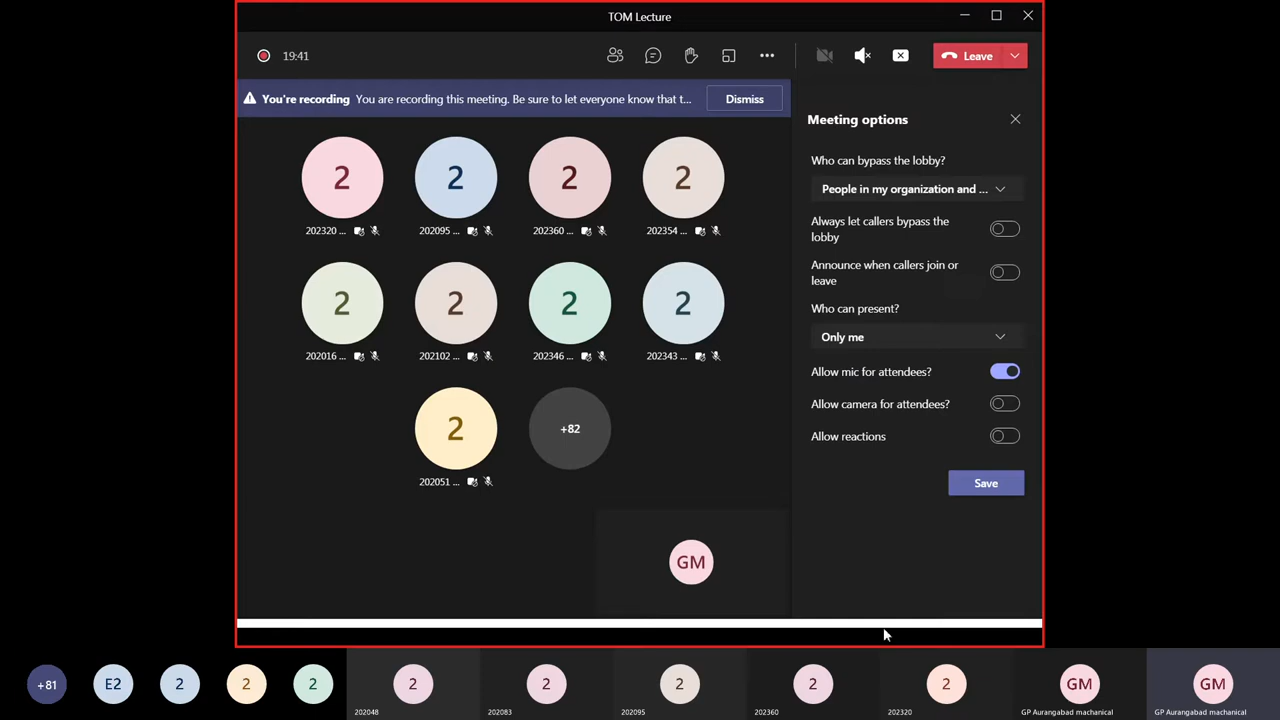 TOM Lecture
19:41
Leave
You're recording You are recording this meeting. Be sure to let everyone know that t...
Dismiss
Meeting options
Who can bypass the lobby?
People in my organization and ...
Always let callers bypass the
lobby
Announce when callers join or
leave
Who can present?
Only me
Allow mic for attendees?
Allow camera for attendees?
Allow reactions
Save
2 2 2 2
202320 ... 202095 ... 202360 ... 202354 ...
2 2 2 2
202016 ... 202102 ... 202346 ... 202343 ...
2 +82
202051 ...
GM
+81 E2 2 2 2 2 2 2 2 2 GM GM
202048 202083 202095 202360 202320 GP Aurangabad machanical GP Aurangabad machanical